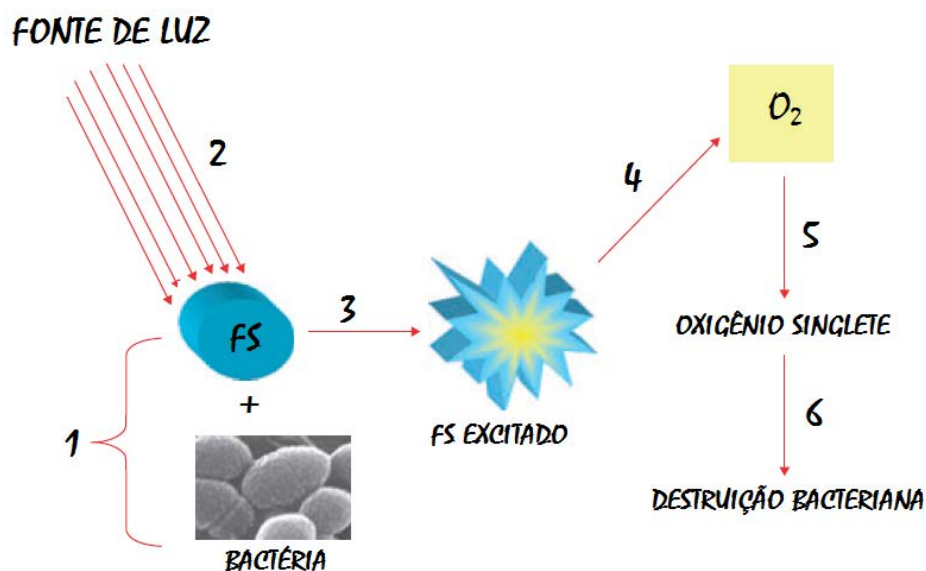 FONTE DE LUZ
2
O₂
4
5
FS
3
OXIGÊNIO SINGLETE
+
1
FS EXCITADO
6
DESTRUIÇÃO BACTERIANA
BACTÉRIA